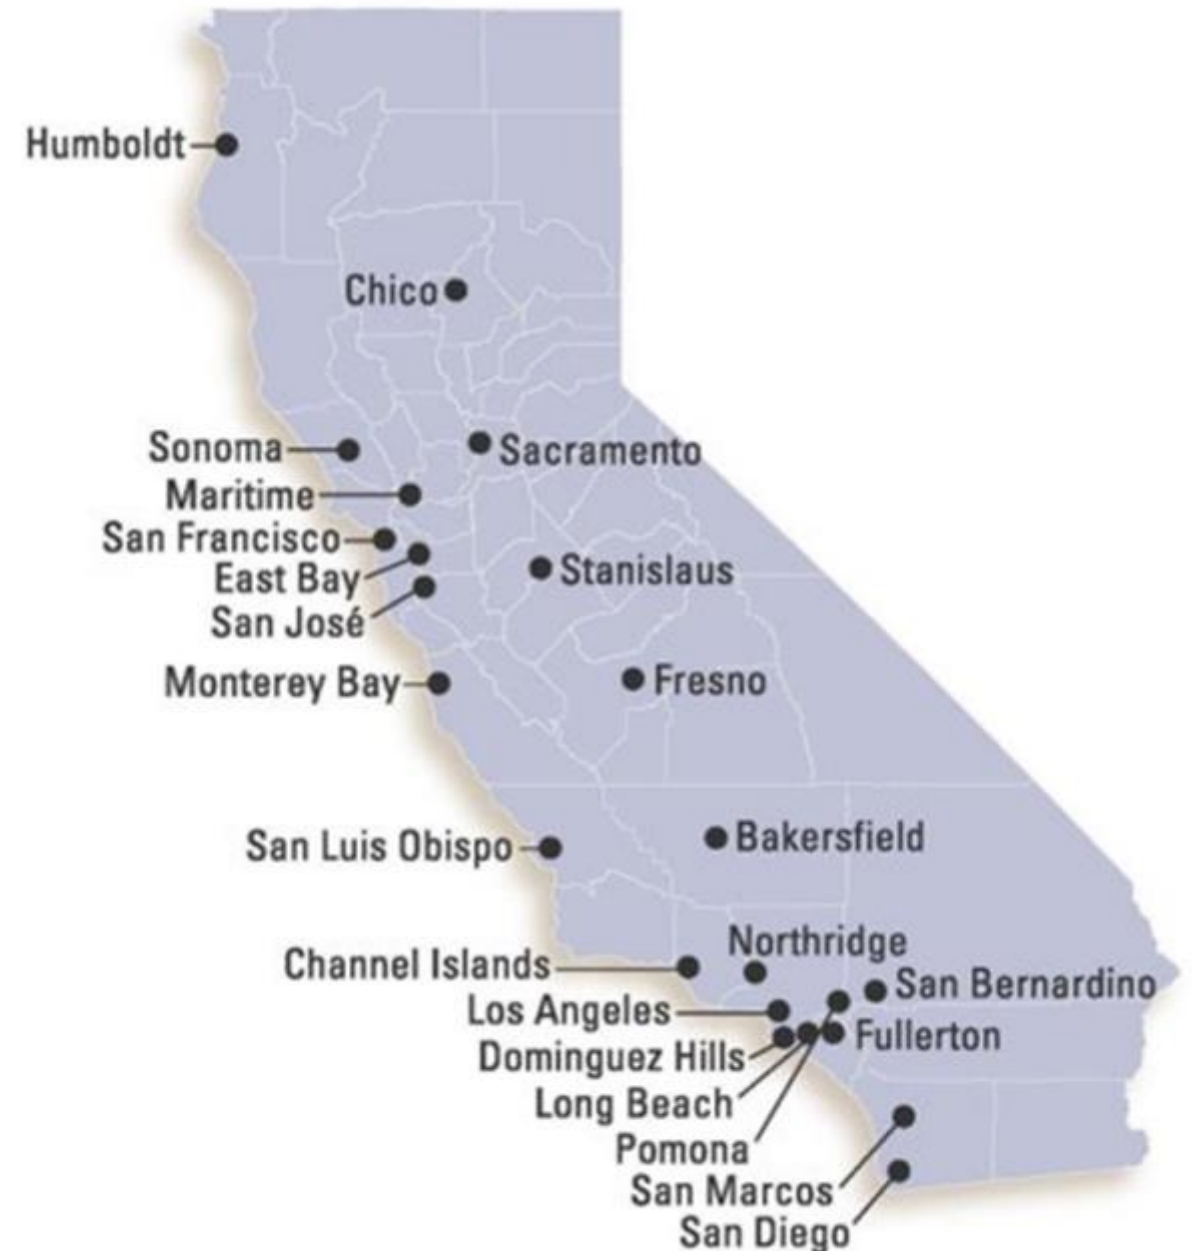 Humboldt
Chico
Sonoma
Sacramento
Maritime
San Francisco
East Bay
Stanislaus
San José
Monterey Bay
Fresno
San Luis Obispo
Bakersfield
Northridge
Channel Islands
San Bernardino
Los Angeles
Fullerton
Dominguez Hills
Long Beach
Pomona
San Marcos
San Diego